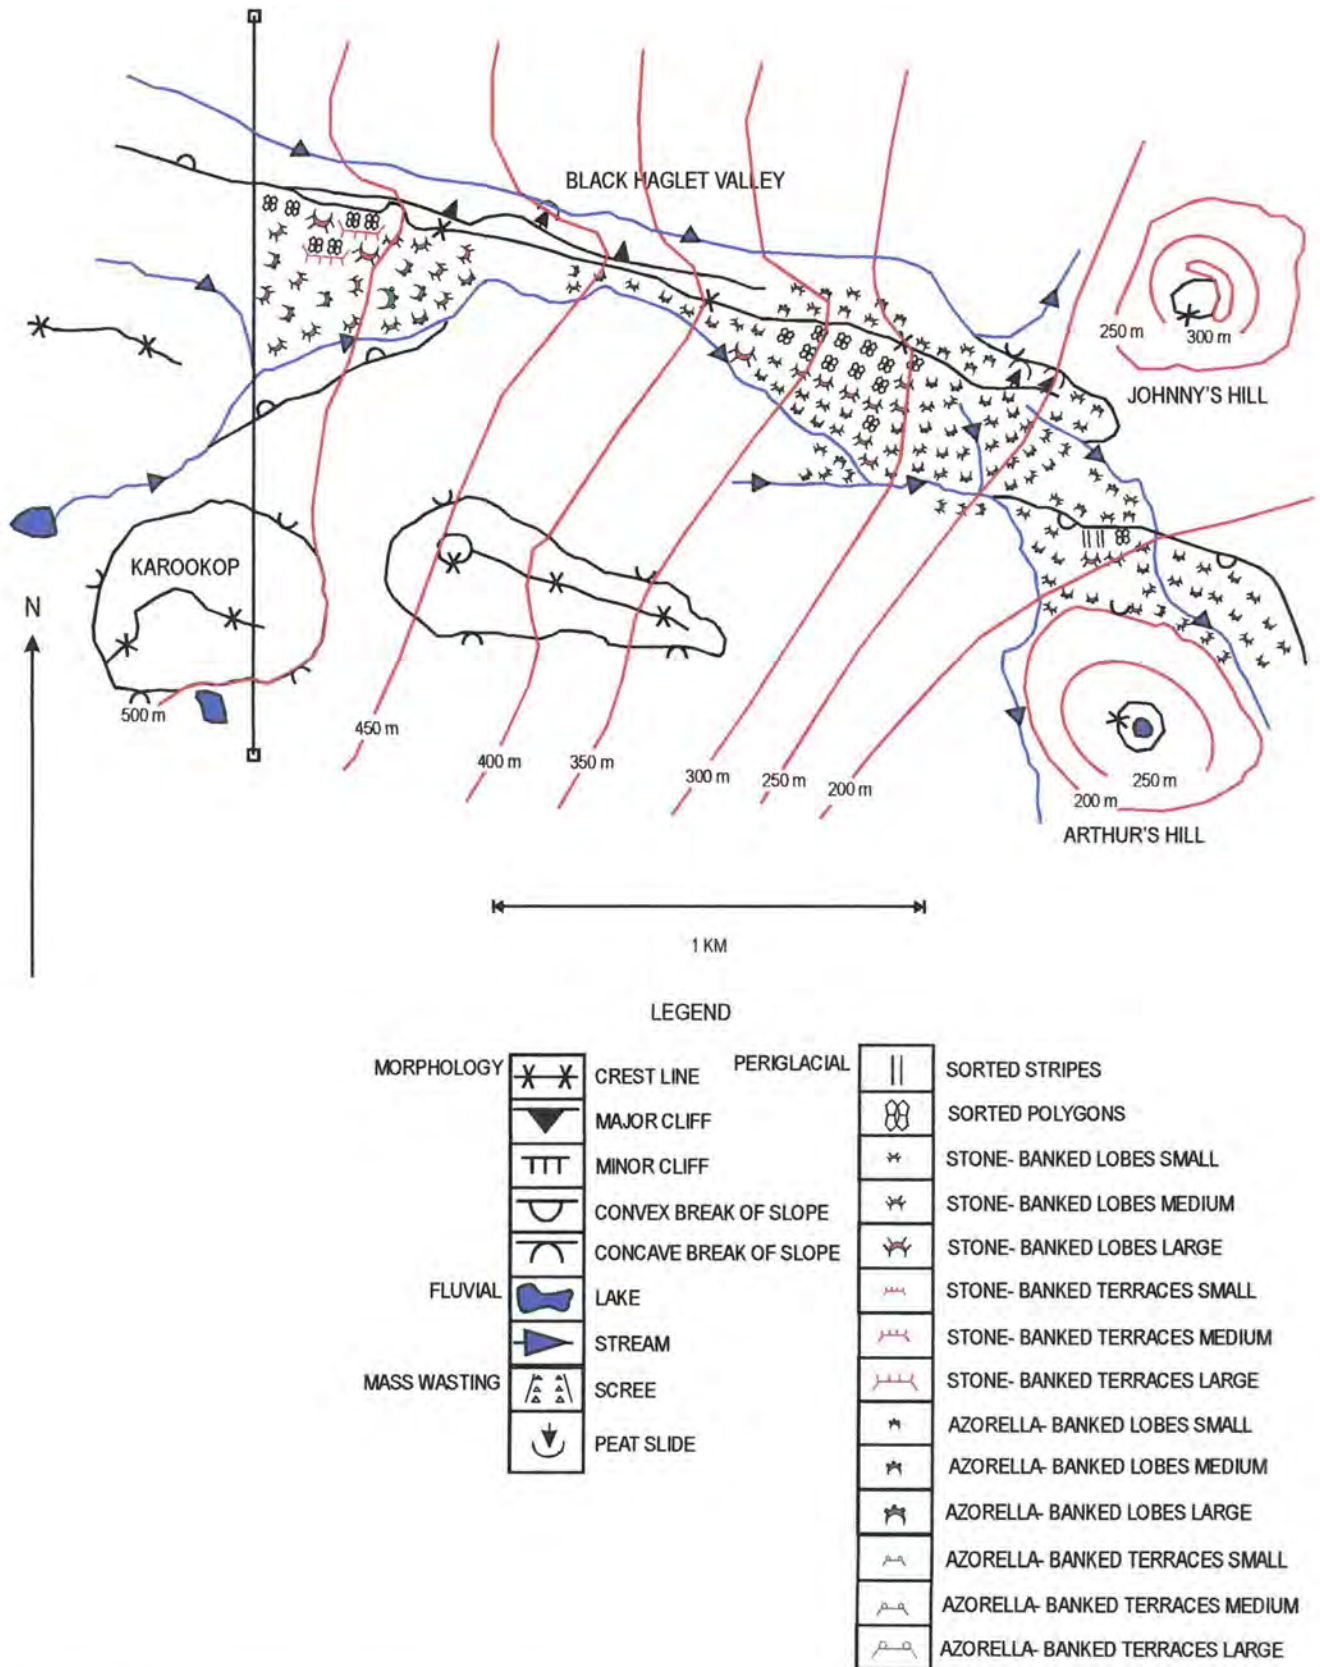 BLACK HAGLET VALLEY
250 m
300 m
JOHNNY'S HILL
KAROOKOP
N
500 m
450 m
400 m
350 m
300 m
250 m
200 m
200 m
250 m
ARTHUR'S HILL
1 KM
LEGEND
MORPHOLOGY
CREST LINE
MAJOR CLIFF
MINOR CLIFF
CONVEX BREAK OF SLOPE
CONCAVE BREAK OF SLOPE
FLUVIAL
LAKE
STREAM
MASS WASTING
SCREE
PEAT SLIDE
PERIGLACIAL
SORTED STRIPES
SORTED POLYGONS
STONE- BANKED LOBES SMALL
STONE- BANKED LOBES MEDIUM
STONE- BANKED LOBES LARGE
STONE- BANKED TERRACES SMALL
STONE- BANKED TERRACES MEDIUM
STONE- BANKED TERRACES LARGE
AZORELLA- BANKED LOBES SMALL
AZORELLA- BANKED LOBES MEDIUM
AZORELLA- BANKED LOBES LARGE
AZORELLA- BANKED TERRACES SMALL
AZORELLA- BANKED TERRACES MEDIUM
AZORELLA- BANKED TERRACES LARGE